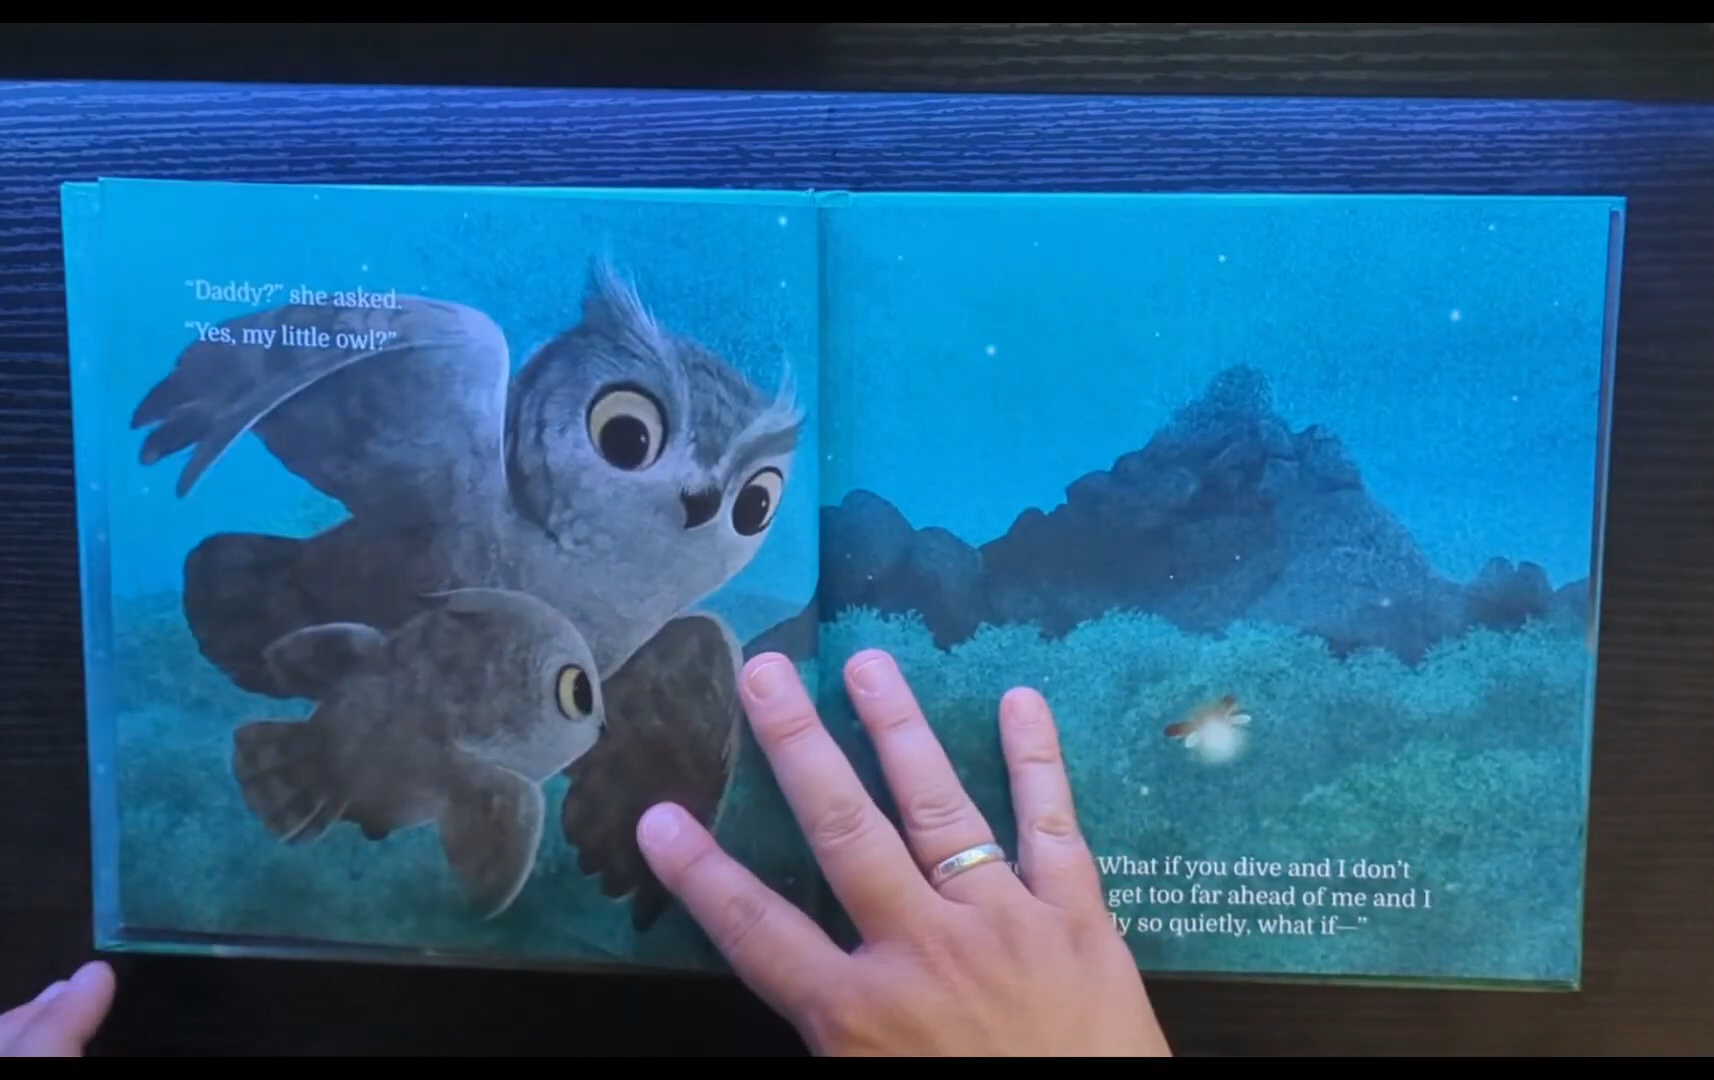 “Daddy?” she asked.
“Yes, my little owl?”
What if you dive and I don’t
get too far ahead of me and I
so quietly, what if—”